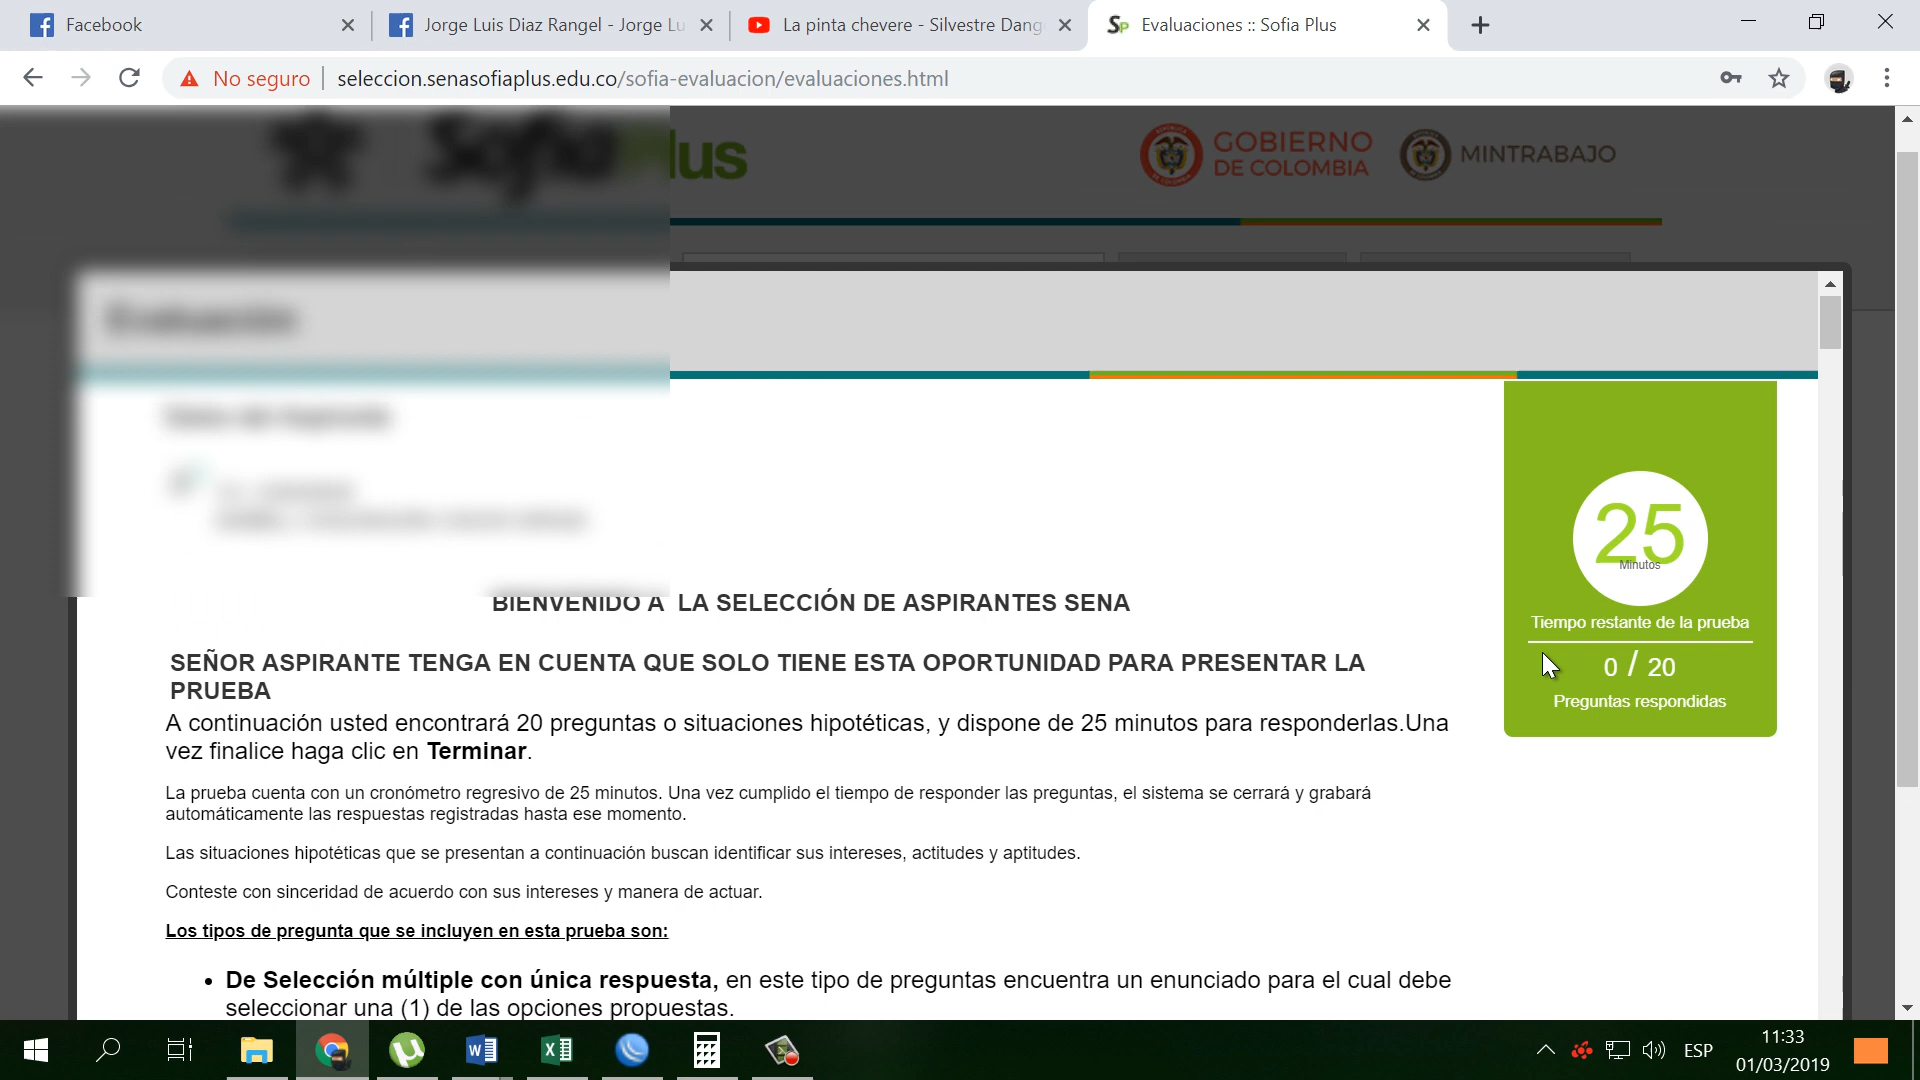 Facebook
Jorge Luis Diaz Rangel - Jorge Lu
La pinta chevere - Silvestre Dang
Evaluaciones :: Sofia Plus
No seguro
seleccion.senasofiaplus.edu.co/sofia-evaluacion/evaluaciones.html
SofiaPlus
GOBIERNO
DE COLOMBIA
MINTRABAJO
Evaluación
Datos del Aspirante
25
Minutos
Tiempo restante de la prueba
0 / 20
Preguntas respondidas
BIENVENIDO A LA SELECCIÓN DE ASPIRANTES SENA
SEÑOR ASPIRANTE TENGA EN CUENTA QUE SOLO TIENE ESTA OPORTUNIDAD PARA PRESENTAR LA
PRUEBA
A continuación usted encontrará 20 preguntas o situaciones hipotéticas, y dispone de 25 minutos para responderlas.Una
vez finalice haga clic en Terminar.
La prueba cuenta con un cronómetro regresivo de 25 minutos. Una vez cumplido el tiempo de responder las preguntas, el sistema se cerrará y grabará
automáticamente las respuestas registradas hasta ese momento.
Las situaciones hipotéticas que se presentan a continuación buscan identificar sus intereses, actitudes y aptitudes.
Conteste con sinceridad de acuerdo con sus intereses y manera de actuar.
Los tipos de pregunta que se incluyen en esta prueba son:
• De Selección múltiple con única respuesta, en este tipo de preguntas encuentra un enunciado para el cual debe
seleccionar una (1) de las opciones propuestas.
ESP
11:33
01/03/2019